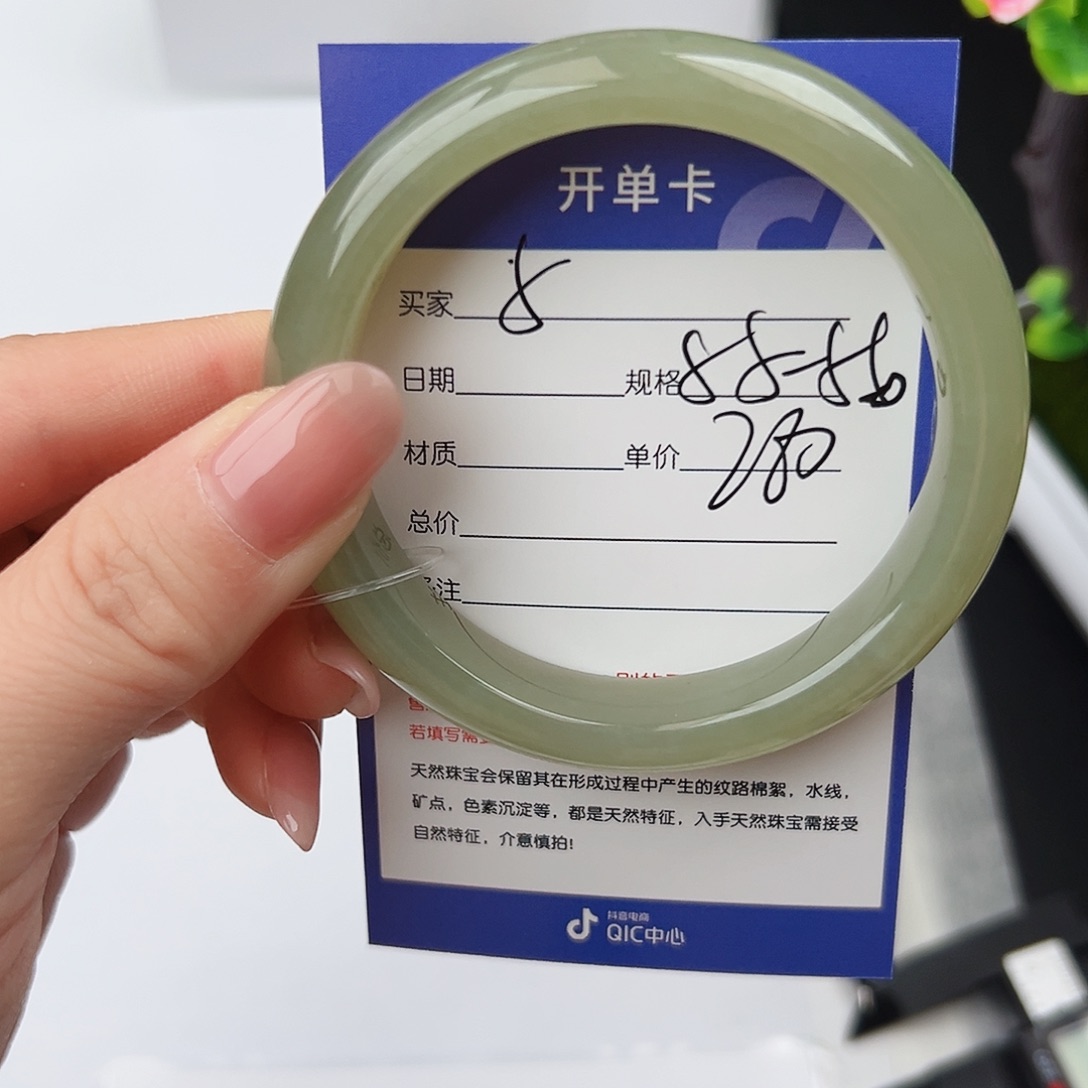 开单卡
买家 8
日期 规格
材质 单价 280
总价
注
若填写需
天然珠宝会保留其在形成过程中产生的纹路棉絮，水线，
矿点，色素沉淀等，都是天然特征，入手天然珠宝需接受
自然特征，介意慎拍!
抖音电商
QIC中心